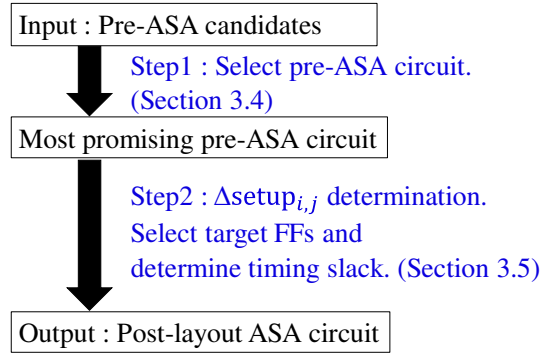 Input : Pre-ASA candidates
Step1 : Select pre-ASA circuit.
(Section 3.4)
Most promising pre-ASA circuit
Step2 : Δsetup_{i,j} determination.
Select target FFs and
determine timing slack. (Section 3.5)
Output : Post-layout ASA circuit